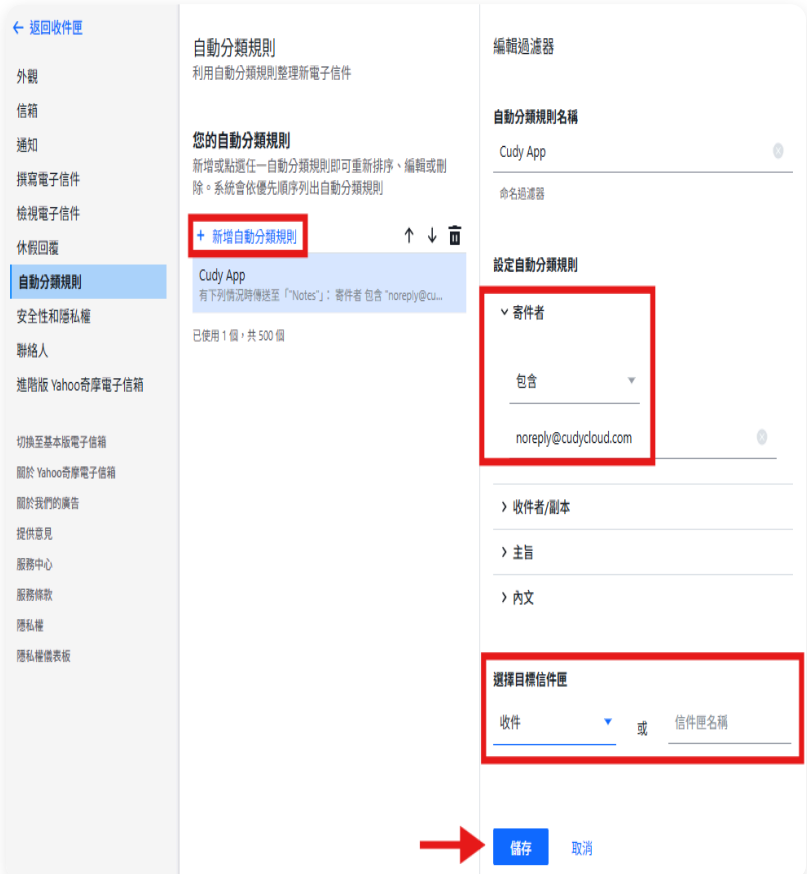 ← 返回收件匣
外觀
信箱
通知
撰寫電子信件
檢視電子信件
休假回覆
自動分類規則
安全性和隱私權
聯絡人
進階版 Yahoo奇摩電子信箱
切換至基本版電子信箱
關於 Yahoo奇摩電子信箱
關於我們的廣告
提供意見
服務中心
服務條款
隱私權
隱私權儀表板
自動分類規則
利用自動分類規則整理新電子信件
您的自動分類規則
新增或點選任一自動分類規則即可重新排序、編輯或刪
除。系統會依優先順序列出自動分類規則
+ 新增自動分類規則
Cudy App
有下列情況時傳送至「"Notes"」： 寄件者 包含 "noreply@cu...
已使用 1 個，共 500 個
編輯過濾器
自動分類規則名稱
Cudy App
命名過濾器
設定自動分類規則
寄件者
包含
noreply@cudycloud.com
收件者/副本
主旨
內文
選擇目標信件匣
收件 或 信件匣名稱
儲存 取消